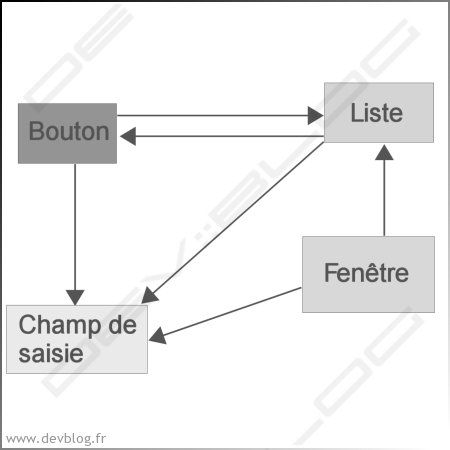 Liste
Bouton
Fenêtre
Champ de
saisie
www.devblog.fr